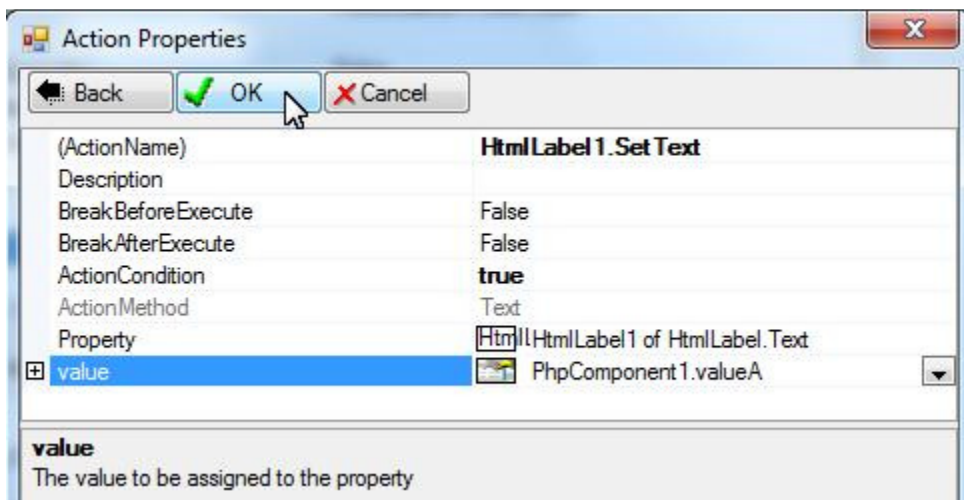 Action Properties
Back OK Cancel
(ActionName) HtmlLabel1.SetText
Description
BreakBeforeExecute False
BreakAfterExecute False
ActionCondition true
ActionMethod Text
Property HtmlLabel1 of HtmlLabel.Text
value PhpComponent1.valueA
value
The value to be assigned to the property